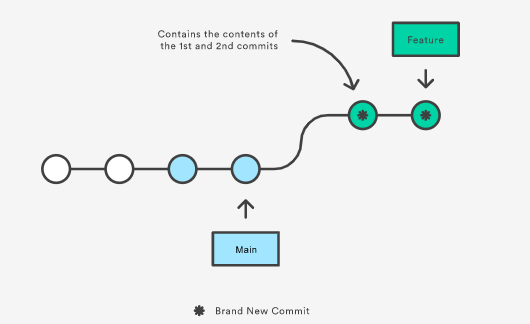 Contains the contents of
the 1st and 2nd commits
Feature
Main
Brand New Commit